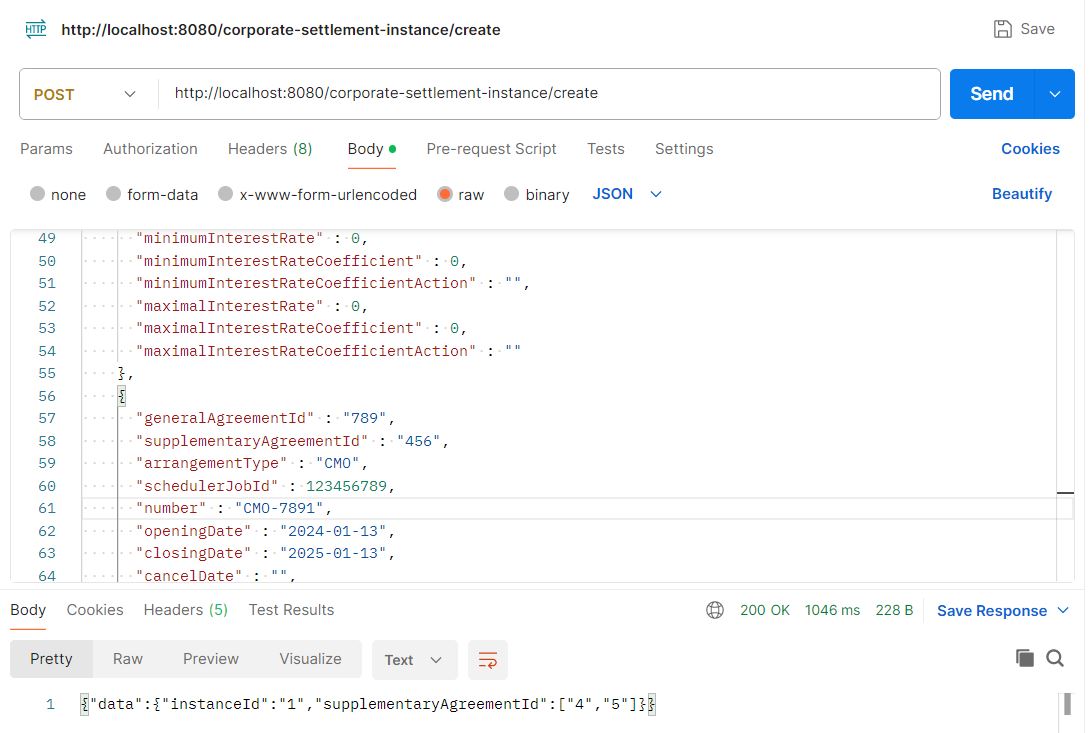 HTTP http://localhost:8080/corporate-settlement-instance/create Save
POST http://localhost:8080/corporate-settlement-instance/create Send
Params Authorization Headers (8) Body Pre-request Script Tests Settings Cookies
none form-data x-www-form-urlencoded raw binary JSON Beautify
49 "minimumInterestRate" : 0,
50 "minimumInterestRateCoefficient" : 0,
51 "minimumInterestRateCoefficientAction" : "",
52 "maximalInterestRate" : 0,
53 "maximalInterestRateCoefficient" : 0,
54 "maximalInterestRateCoefficientAction" : ""
55 },
56 {
57 "generalAgreementId" : "789",
58 "supplementaryAgreementId" : "456",
59 "arrangementType" : "CMO",
60 "schedulerJobId" : 123456789,
61 "number" : "CMO-7891",
62 "openingDate" : "2024-01-13",
63 "closingDate" : "2025-01-13",
64 "cancelDate" : "",
Body Cookies Headers (5) Test Results 200 OK 1046 ms 228 B Save Response
Pretty Raw Preview Visualize Text
1 {"data":{"instanceId":"1","supplementaryAgreementId":["4","5"]}}